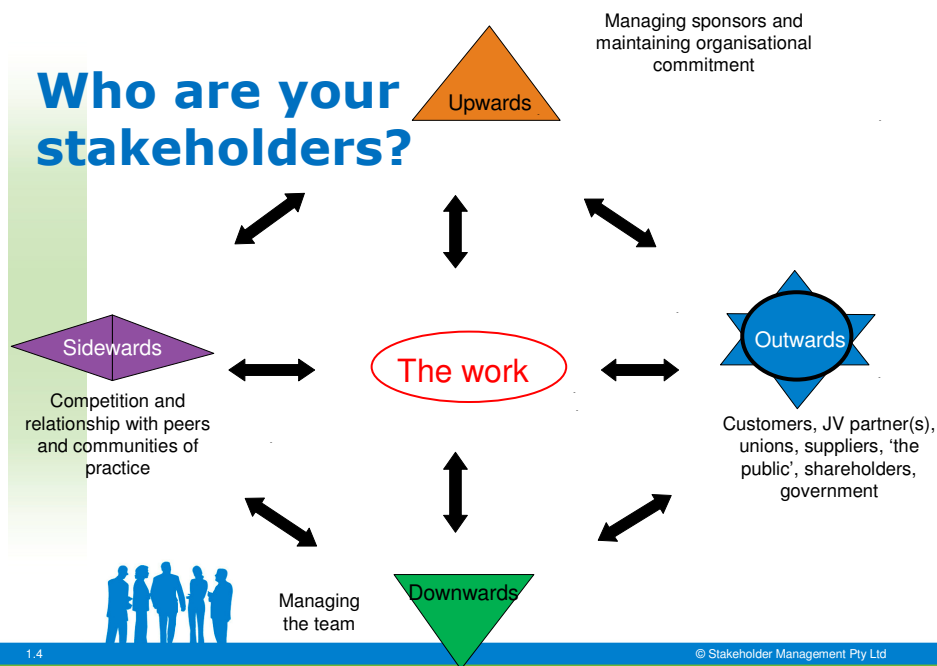 Managing sponsors and
maintaining organisational
commitment
Who are your
stakeholders?
Upwards
Sidewards
The work
Outwards
Competition and
relationship with peers
and communities of
practice
Customers, JV partner(s),
unions, suppliers, ‘the
public’, shareholders,
government
Downwards
Managing
the team
1.4
© Stakeholder Management Pty Ltd